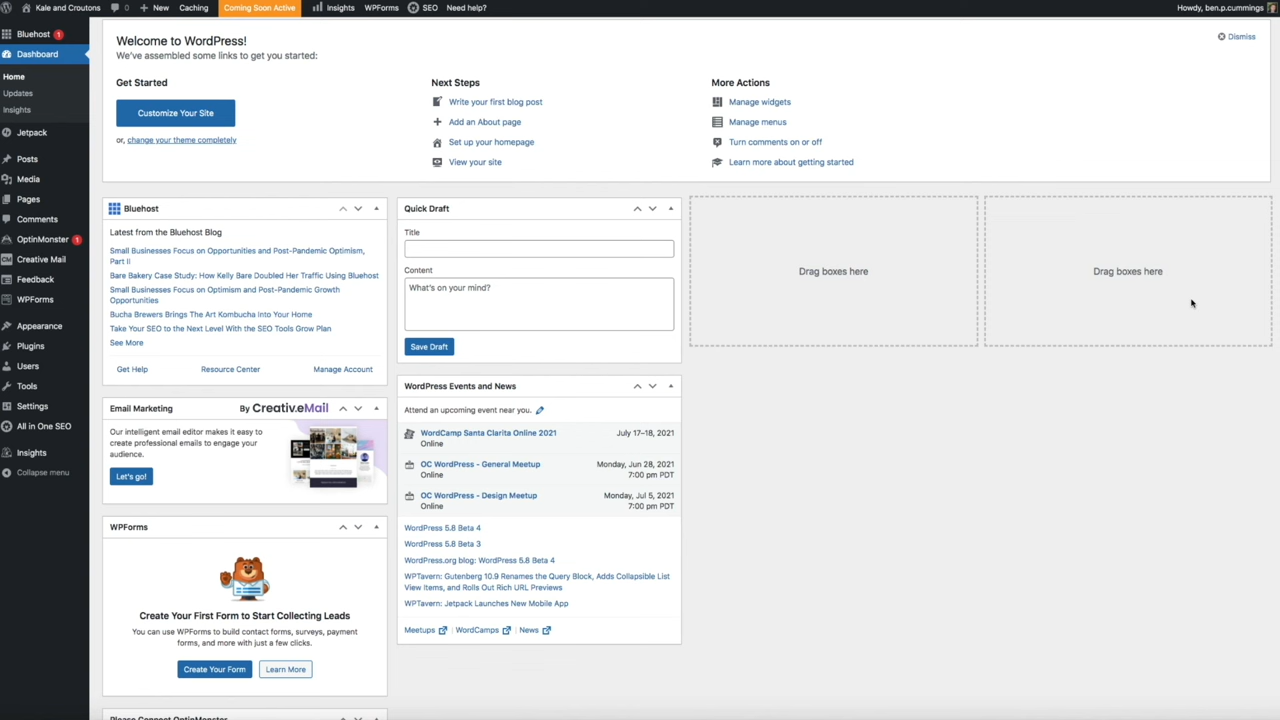 Kale and Croutons
0
New
Caching
Coming Soon Active
Insights
WPForms
SEO
Need help?
Howdy, ben.p.cummings
Bluehost 1
Dashboard
Home
Updates
Insights
Jetpack
Posts
Media
Pages
Comments
OptinMonster 1
Creative Mail
Feedback
WPForms
Appearance
Plugins
Users
Tools
Settings
All in One SEO
Insights
Collapse menu
Welcome to WordPress!
We've assembled some links to get you started:
Dismiss
Get Started
Customize Your Site
or, change your theme completely
Next Steps
Write your first blog post
Add an About page
Set up your homepage
View your site
More Actions
Manage widgets
Manage menus
Turn comments on or off
Learn more about getting started
Bluehost
Latest from the Bluehost Blog
Small Businesses Focus on Opportunities and Post-Pandemic Optimism,
Part II
Bare Bakery Case Study: How Kelly Bare Doubled Her Traffic Using Bluehost
Small Businesses Focus on Optimism and Post-Pandemic Growth
Opportunities
Bucha Brewers Brings The Art Kombucha Into Your Home
Take Your SEO to the Next Level With the SEO Tools Grow Plan
See More
Get Help
Resource Center
Manage Account
Email Marketing
By Creativ.eMail
Our intelligent email editor makes it easy to
create professional emails to engage your
audience.
Let's go!
WPForms
Create Your First Form to Start Collecting Leads
You can use WPForms to build contact forms, surveys, payment
forms, and more with just a few clicks.
Create Your Form
Learn More
Please Connect OptinMonster
Quick Draft
Title
Content
What's on your mind?
Save Draft
WordPress Events and News
Attend an upcoming event near you.
WordCamp Santa Clarita Online 2021
July 17–18, 2021
Online
OC WordPress - General Meetup
Monday, Jun 28, 2021
Online
7:00 pm PDT
OC WordPress - Design Meetup
Monday, Jul 5, 2021
Online
7:00 pm PDT
WordPress 5.8 Beta 4
WordPress 5.8 Beta 3
WordPress.org blog: WordPress 5.8 Beta 4
WPTavern: Gutenberg 10.9 Renames the Query Block, Adds Collapsible List
View Items, and Rolls Out Rich URL Previews
WPTavern: Jetpack Launches New Mobile App
Meetups | WordCamps | News
Drag boxes here
Drag boxes here